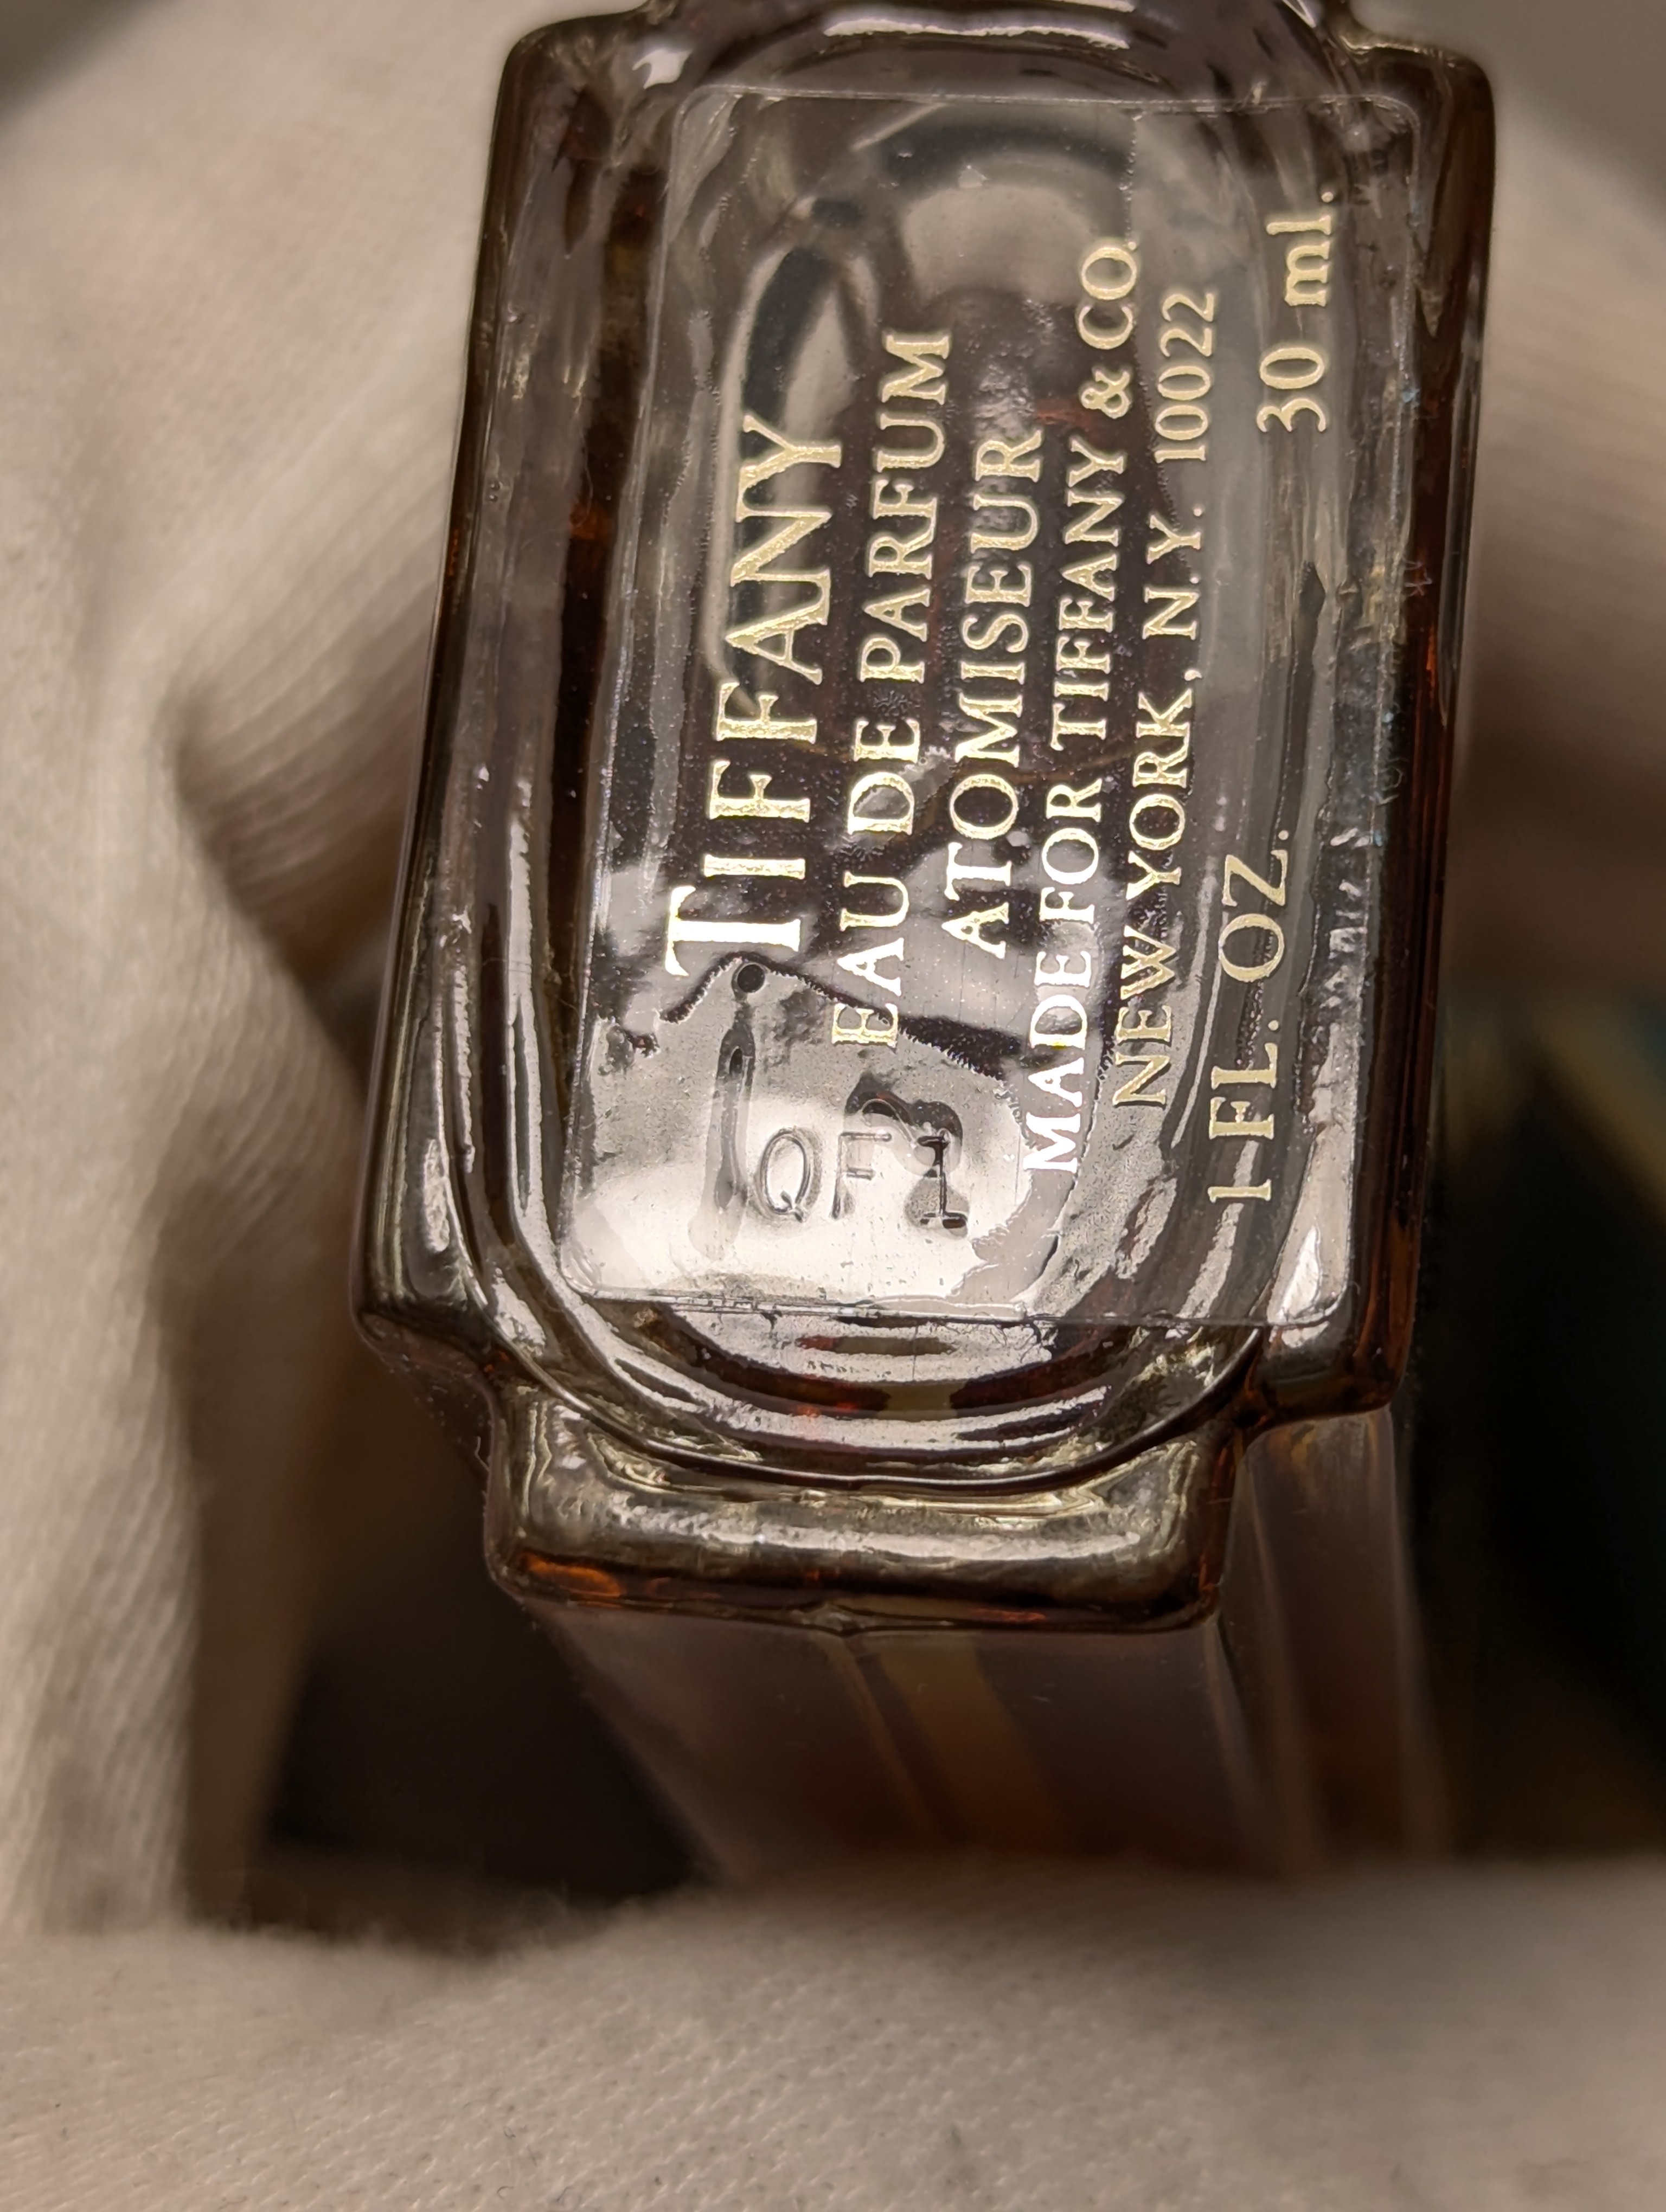 TIFFANY
EAU DE PARFUM
ATOMISEUR
MADE FOR TIFFANY & CO.
NEW YORK, N.Y. 10022
1 FL. OZ. 30 ml.
QF1